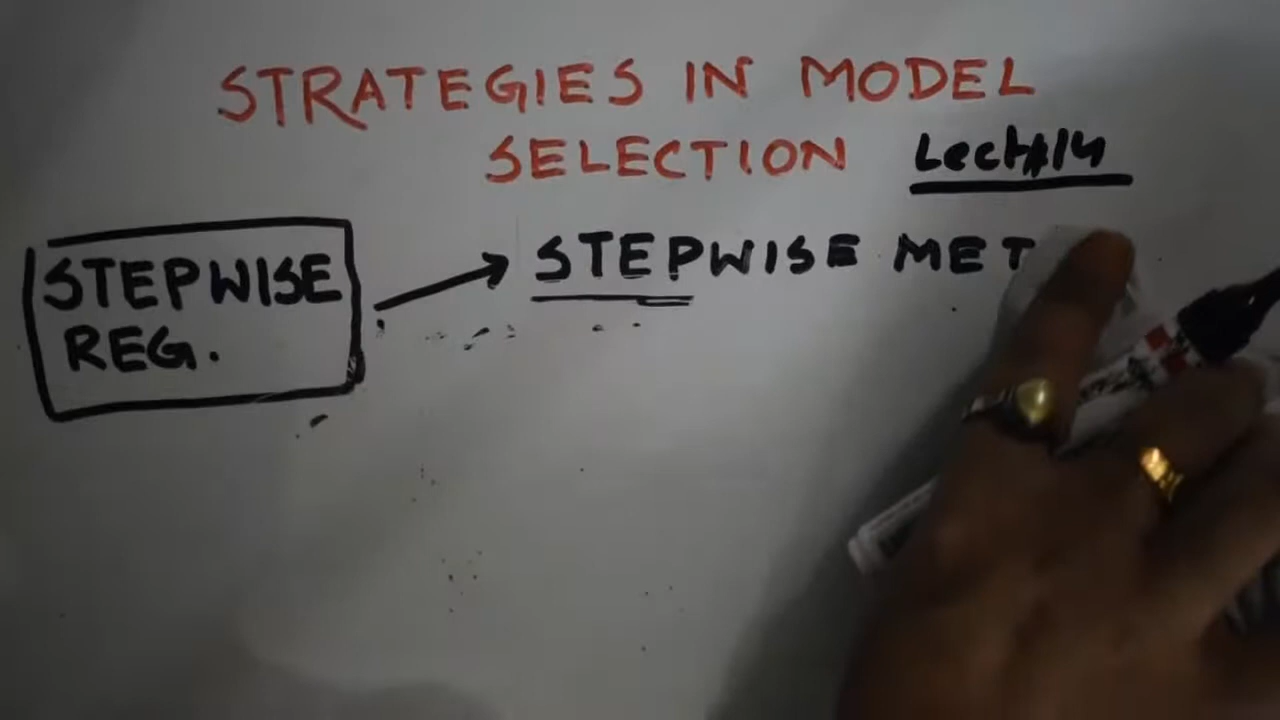 STRATEGIES IN MODEL
SELECTION Lect#14
STEPWISE
REG.
STEPWISE MET